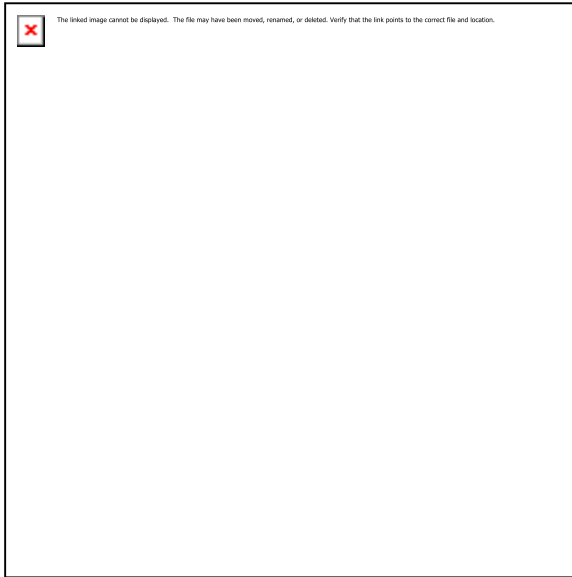 The linked image cannot be displayed.  The file may have been moved, renamed, or deleted. Verify that the link points to the correct file and location.